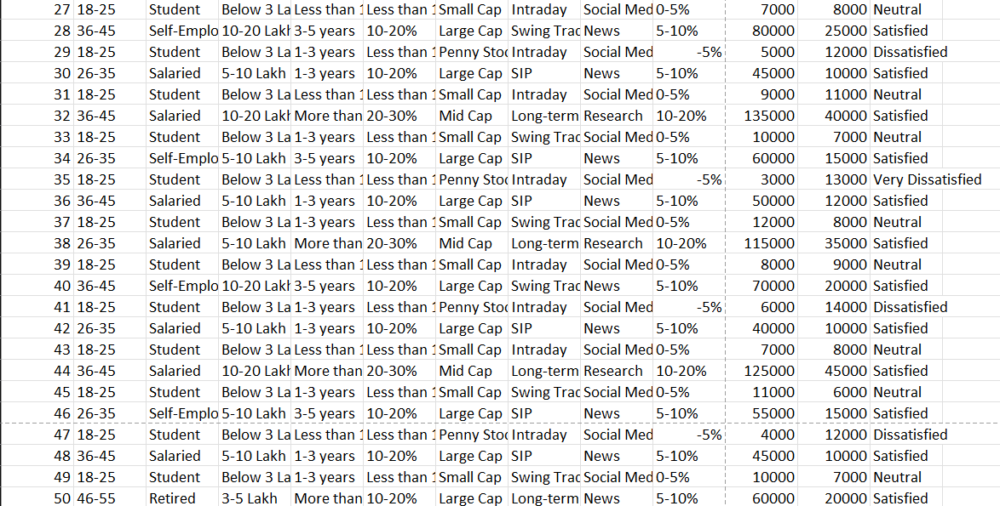 27 18-25 Student Below 3 La Less than 1 Less than 1 Small Cap Intraday Social Med 0-5% 7000 8000 Neutral
28 36-45 Self-Emplo 10-20 Lakh 3-5 years 10-20% Large Cap Swing Trac News 5-10% 80000 25000 Satisfied
29 18-25 Student Below 3 La 1-3 years Less than 1 Penny Stoc Intraday Social Med -5% 5000 12000 Dissatisfied
30 26-35 Salaried 5-10 Lakh 1-3 years 10-20% Large Cap SIP News 5-10% 45000 10000 Satisfied
31 18-25 Student Below 3 La Less than 1 Less than 1 Small Cap Intraday Social Med 0-5% 9000 11000 Neutral
32 36-45 Salaried 10-20 Lakh More than 20-30% Mid Cap Long-term Research 10-20% 135000 40000 Satisfied
33 18-25 Student Below 3 La 1-3 years Less than 1 Small Cap Swing Trac Social Med 0-5% 10000 7000 Neutral
34 26-35 Self-Emplo 5-10 Lakh 3-5 years 10-20% Large Cap SIP News 5-10% 60000 15000 Satisfied
35 18-25 Student Below 3 La Less than 1 Less than 1 Penny Stoc Intraday Social Med -5% 3000 13000 Very Dissatisfied
36 36-45 Salaried 5-10 Lakh 1-3 years 10-20% Large Cap SIP News 5-10% 50000 12000 Satisfied
37 18-25 Student Below 3 La 1-3 years Less than 1 Small Cap Swing Trac Social Med 0-5% 12000 8000 Neutral
38 26-35 Salaried 5-10 Lakh More than 20-30% Mid Cap Long-term Research 10-20% 115000 35000 Satisfied
39 18-25 Student Below 3 La Less than 1 Less than 1 Small Cap Intraday Social Med 0-5% 8000 9000 Neutral
40 36-45 Self-Emplo 10-20 Lakh 3-5 years 10-20% Large Cap Swing Trac News 5-10% 70000 20000 Satisfied
41 18-25 Student Below 3 La 1-3 years Less than 1 Penny Stoc Intraday Social Med -5% 6000 14000 Dissatisfied
42 26-35 Salaried 5-10 Lakh 1-3 years 10-20% Large Cap SIP News 5-10% 40000 10000 Satisfied
43 18-25 Student Below 3 La Less than 1 Less than 1 Small Cap Intraday Social Med 0-5% 7000 8000 Neutral
44 36-45 Salaried 10-20 Lakh More than 20-30% Mid Cap Long-term Research 10-20% 125000 45000 Satisfied
45 18-25 Student Below 3 La 1-3 years Less than 1 Small Cap Swing Trac Social Med 0-5% 11000 6000 Neutral
46 26-35 Self-Emplo 5-10 Lakh 3-5 years 10-20% Large Cap SIP News 5-10% 55000 15000 Satisfied
47 18-25 Student Below 3 La Less than 1 Less than 1 Penny Stoc Intraday Social Med -5% 4000 12000 Dissatisfied
48 36-45 Salaried 5-10 Lakh 1-3 years 10-20% Large Cap SIP News 5-10% 45000 10000 Satisfied
49 18-25 Student Below 3 La 1-3 years Less than 1 Small Cap Swing Trac Social Med 0-5% 10000 7000 Neutral
50 46-55 Retired 3-5 Lakh More than 10-20% Large Cap Long-term News 5-10% 60000 20000 Satisfied